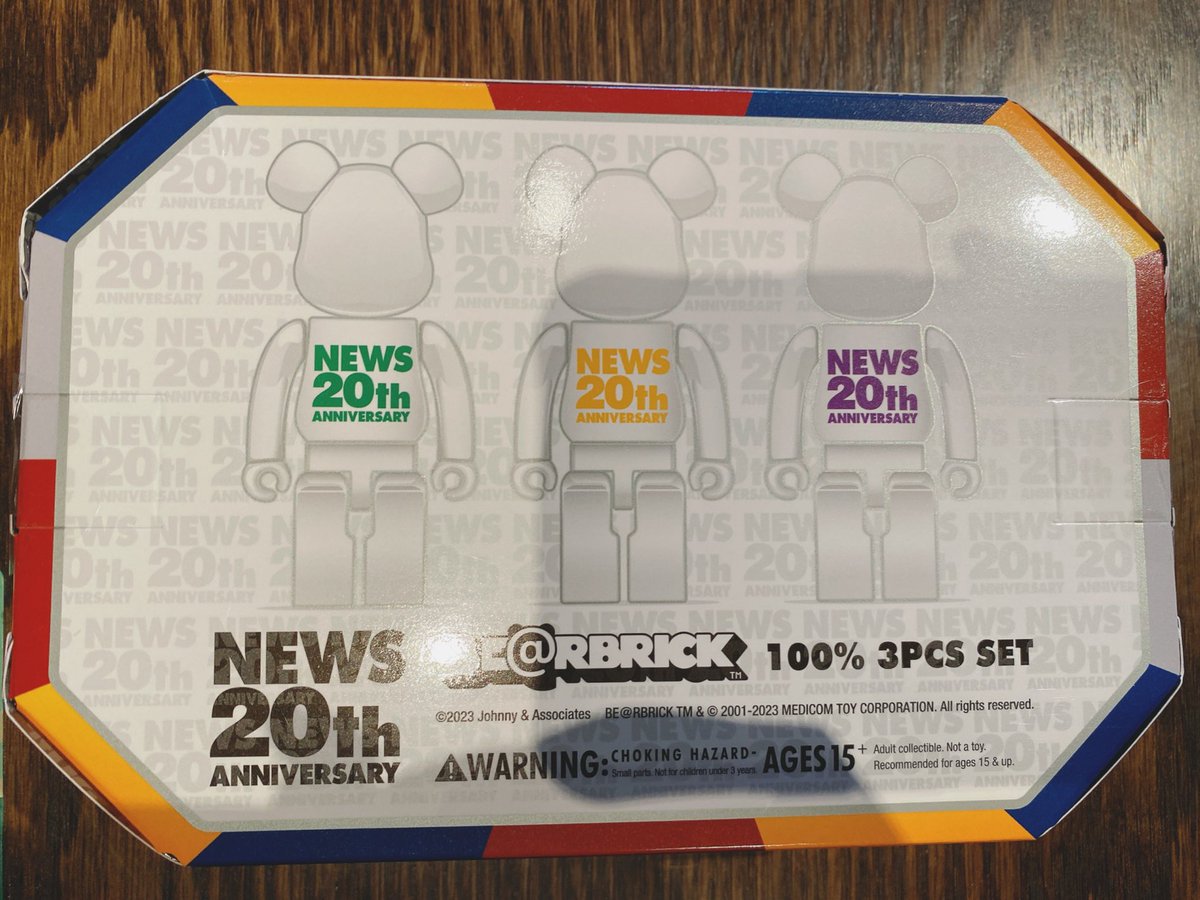 NEWS
20th
ANNIVERSARY
NEWS
20th
ANNIVERSARY
NEWS
20th
ANNIVERSARY
NEWS
20th
ANNIVERSARY
BE@RBRICK TM 100% 3PCS SET
©2023 Johnny & Associates BE@RBRICK TM & © 2001-2023 MEDICOM TOY CORPORATION. All rights reserved.
WARNING: CHOKING HAZARD-
Small parts. Not for children under 3 years.
AGES 15+
Adult collectible. Not a toy.
Recommended for ages 15 & up.